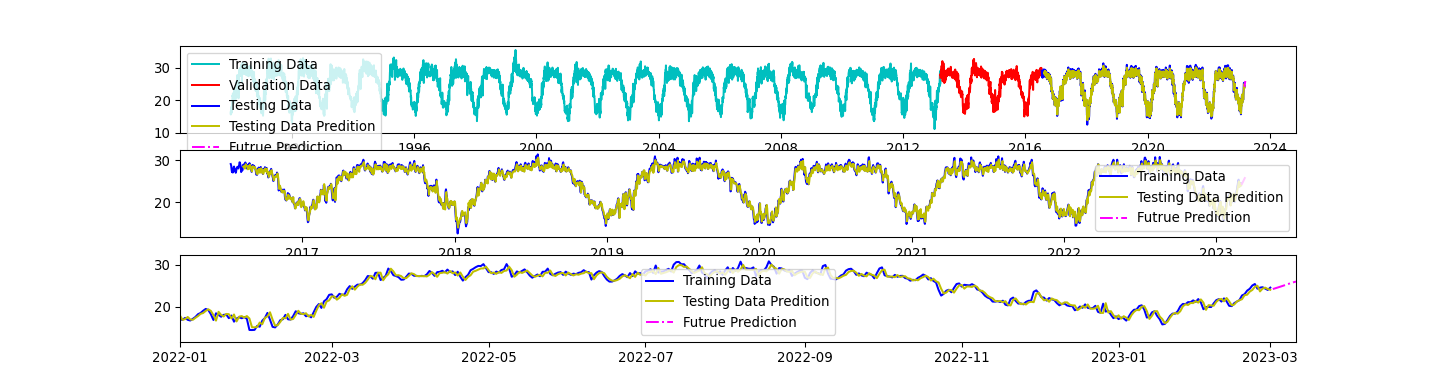 30
20
10
Training Data
Validation Data
Testing Data
Testing Data Predition
Futrue Prediction
1996
2000
2004
2008
2012
2016
2020
2024
30
20
Training Data
Testing Data Predition
Futrue Prediction
2017
2018
2019
2020
2021
2022
2023
30
20
Training Data
Testing Data Predition
Futrue Prediction
2022-01
2022-03
2022-05
2022-07
2022-09
2022-11
2023-01
2023-03